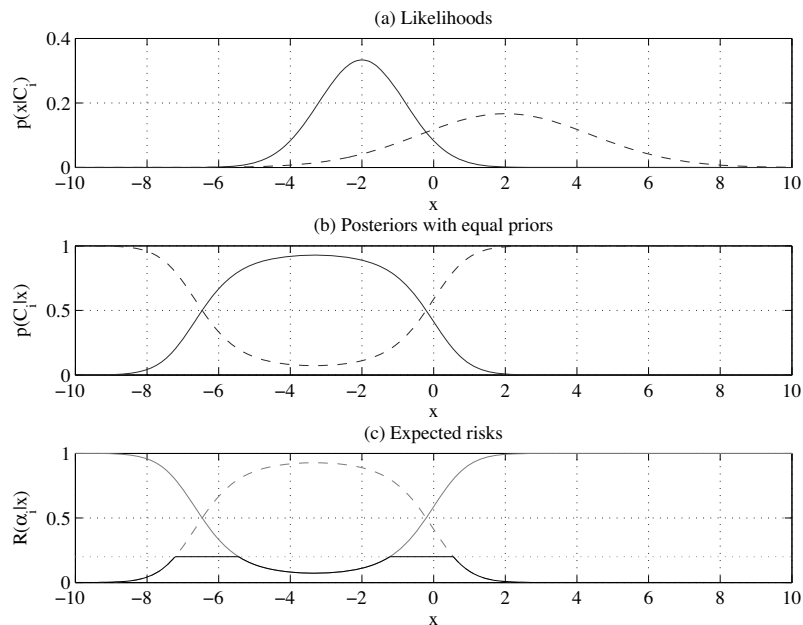 (a) Likelihoods
0.4
0.2
0
p(x|C_i)
−10 −8 −6 −4 −2 0 2 4 6 8 10
x
(b) Posteriors with equal priors
1
0.5
0
p(C_i|x)
−10 −8 −6 −4 −2 0 2 4 6 8 10
x
(c) Expected risks
1
0.5
0
R(α_i|x)
−10 −8 −6 −4 −2 0 2 4 6 8 10
x